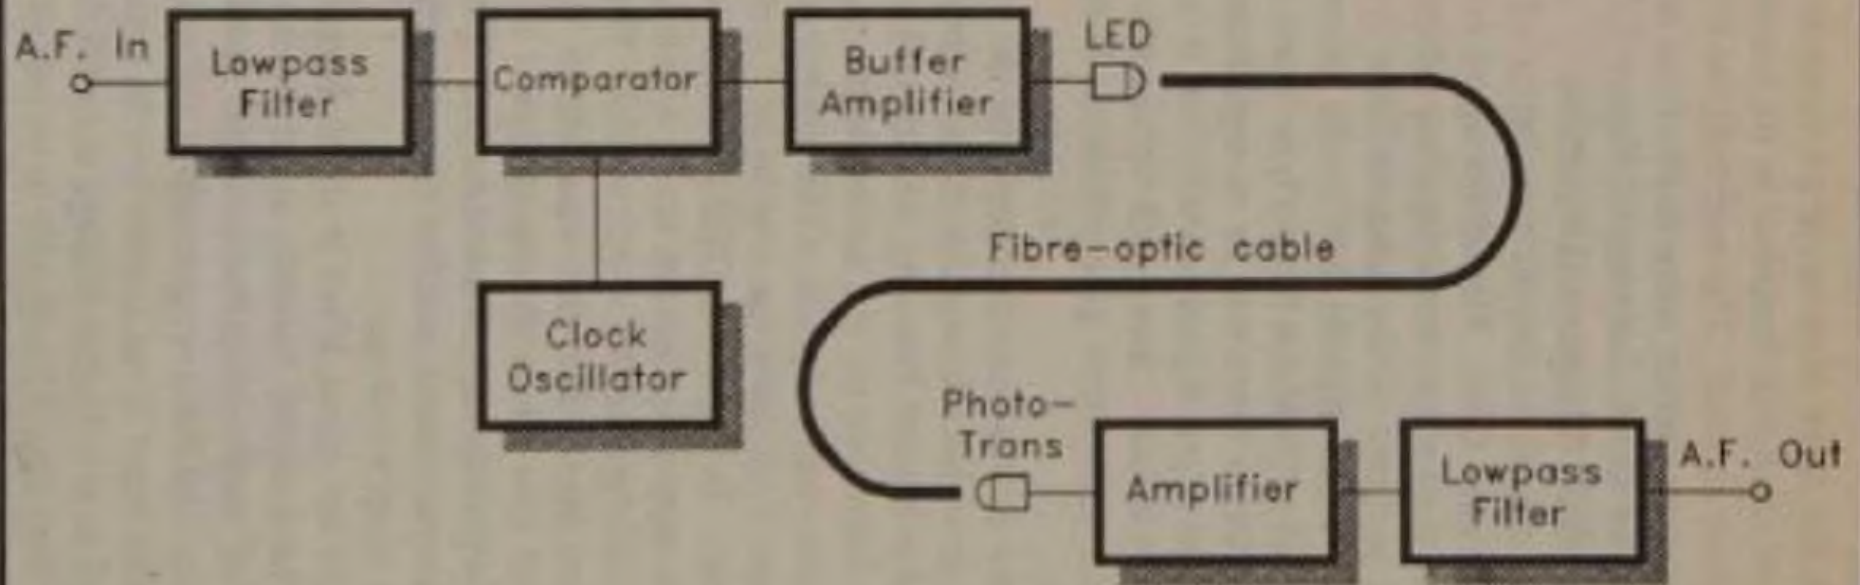 A.F. In
Lowpass
Filter
Comparator
Buffer
Amplifier
LED
Fibre-optic cable
Clock
Oscillator
Photo-
Trans
Amplifier
Lowpass
Filter
A.F. Out